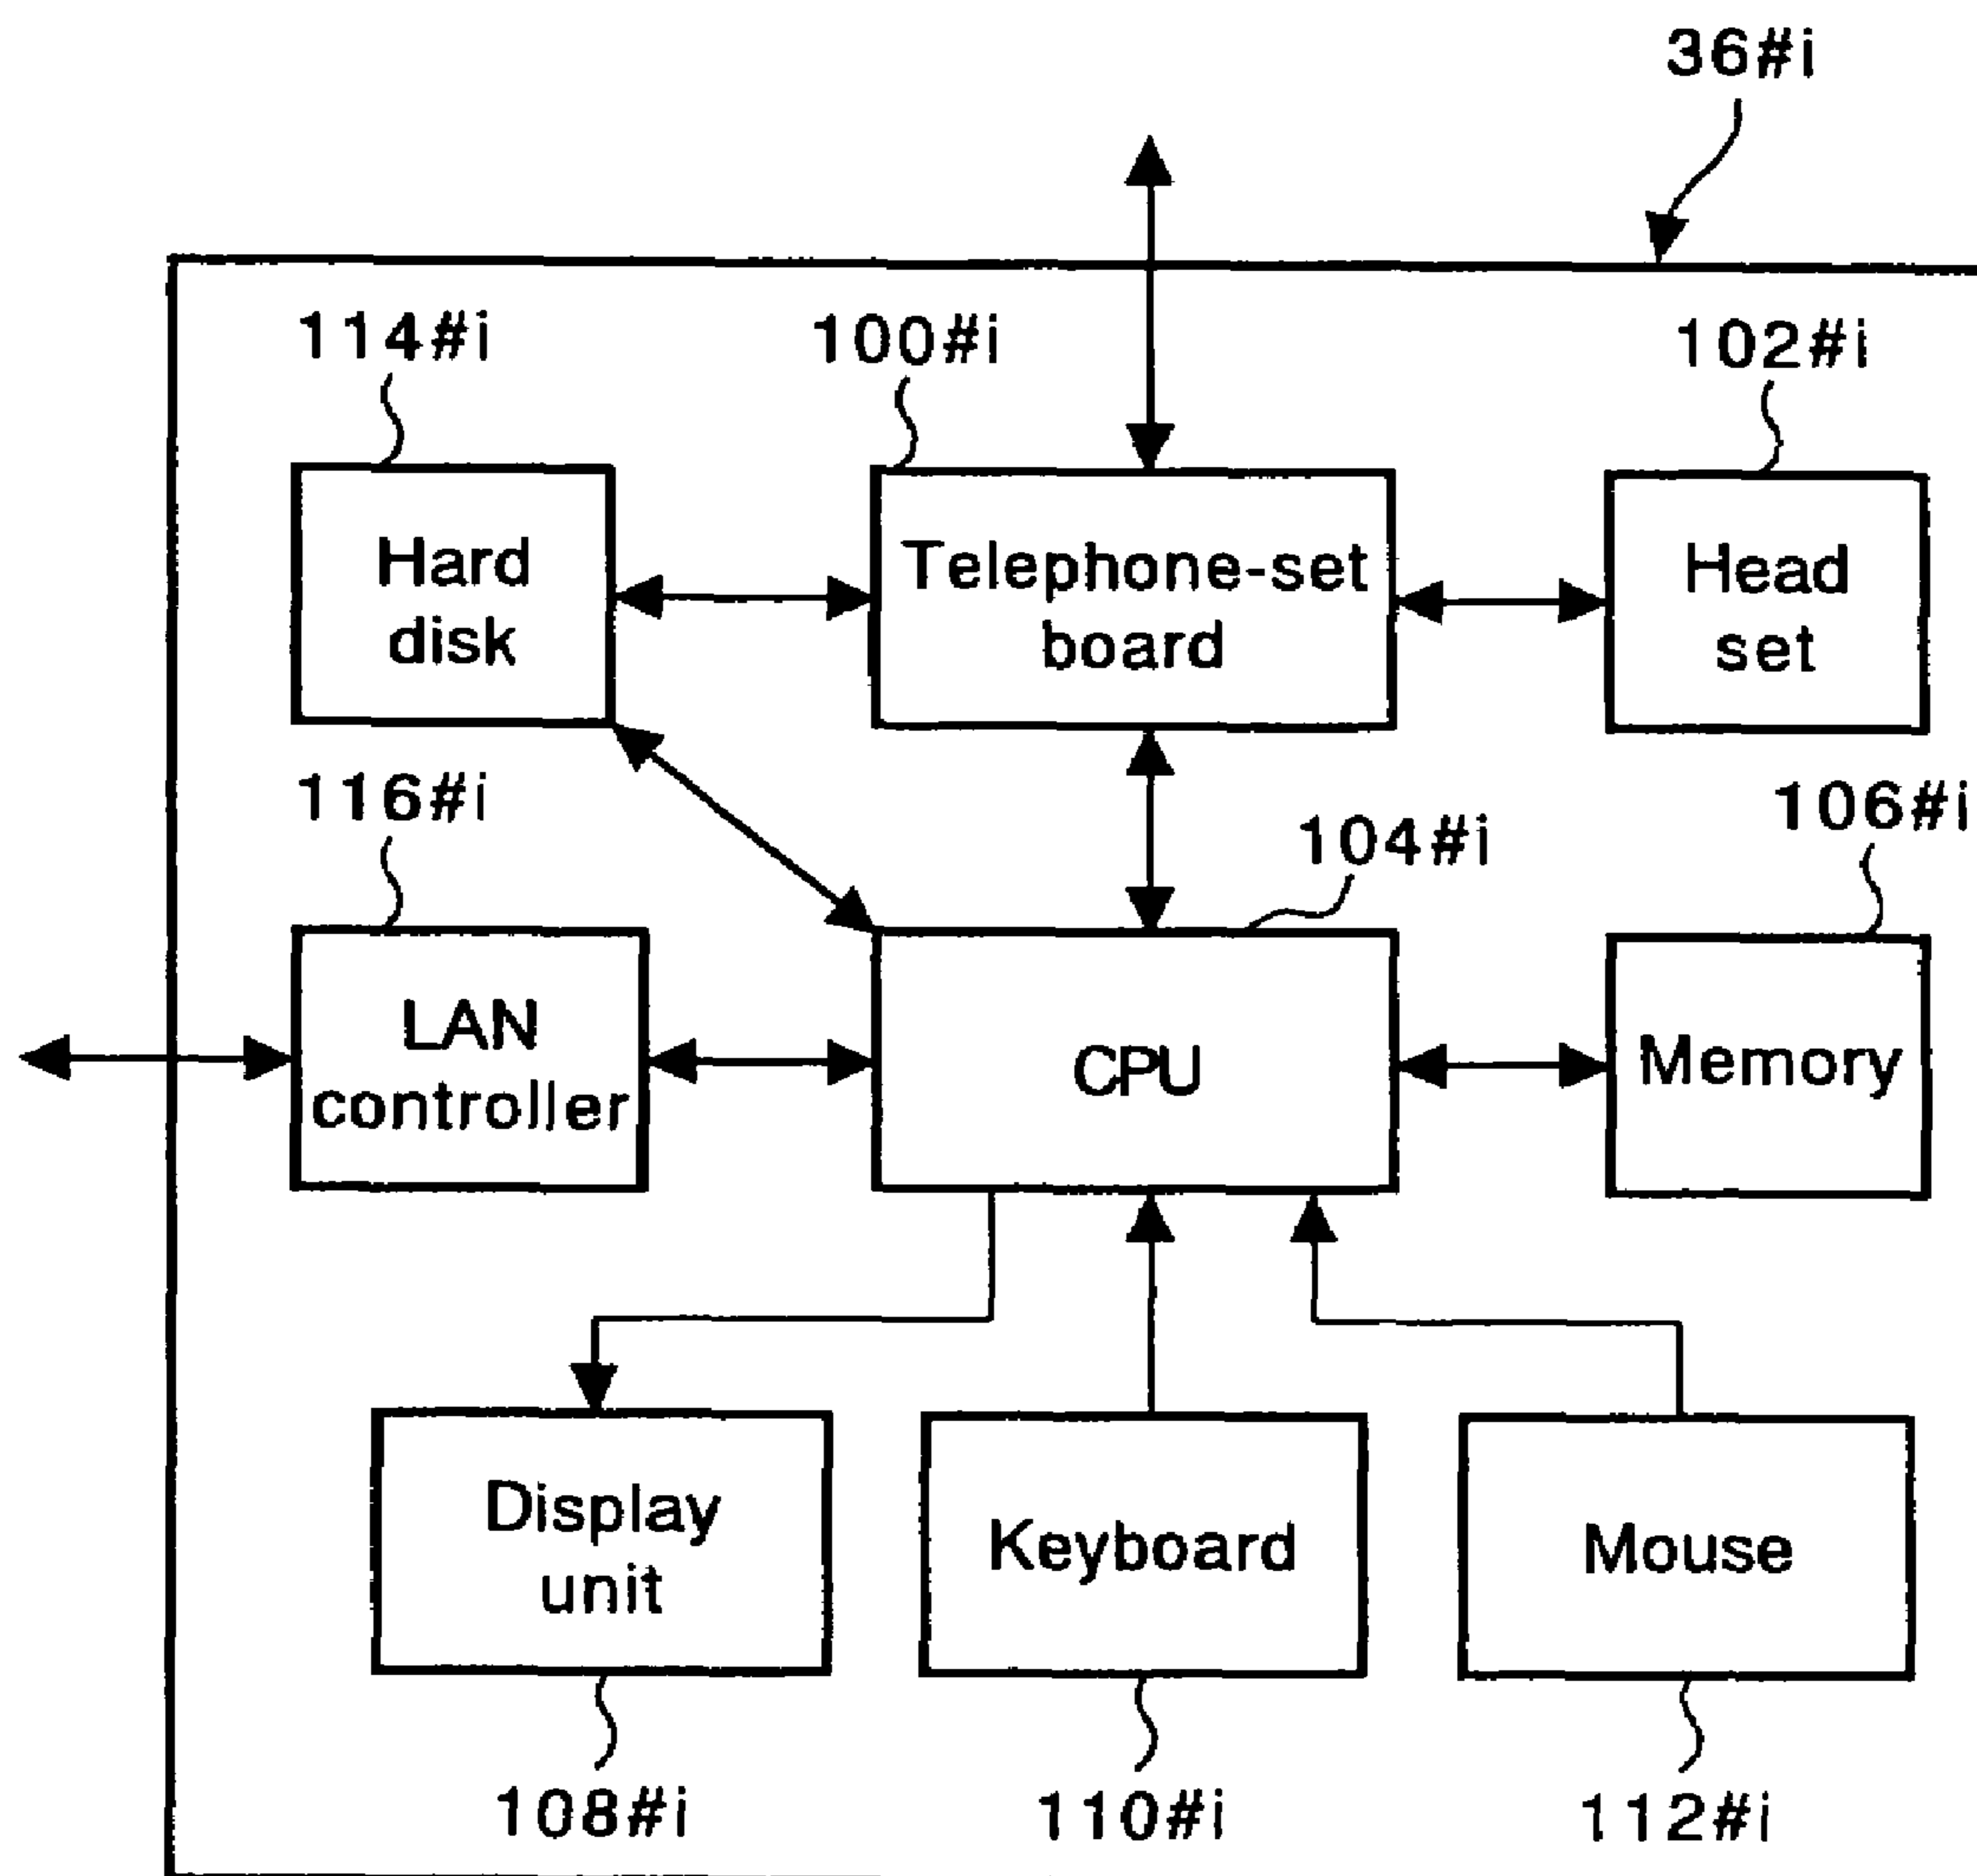 36#i
114#i
100#i
102#i
Hard
disk
Telephone-set
board
Head
set
116#i
104#i
106#i
LAN
controller
CPU
Memory
Display
unit
Keyboard
Mouse
108#i
110#i
112#i